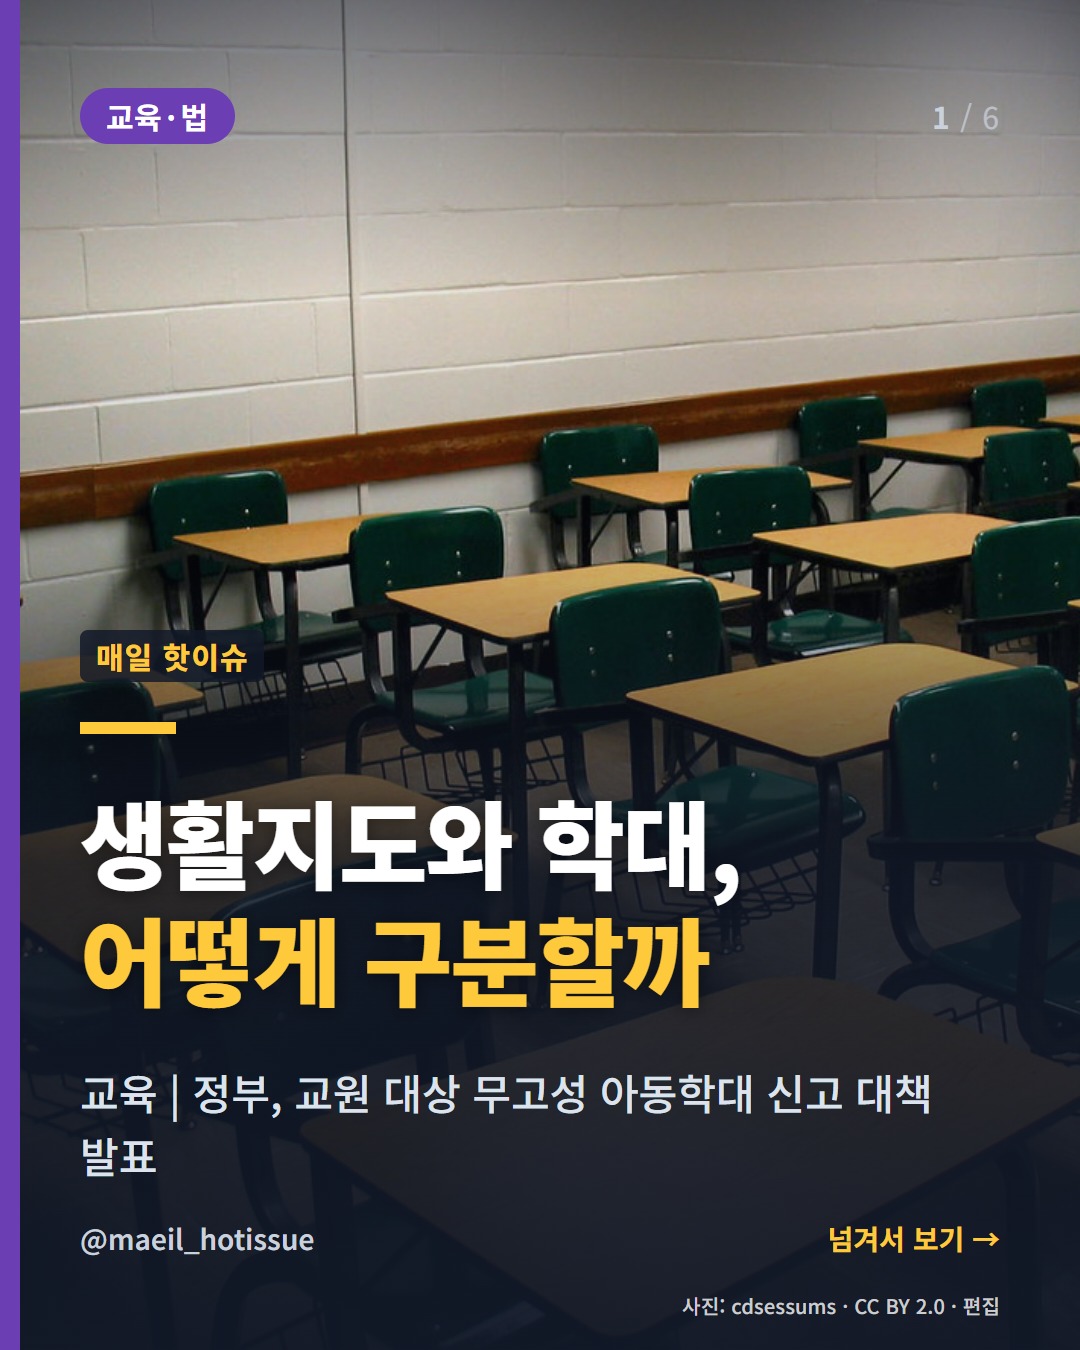 교육·법
1 / 6
매일 핫이슈
생활지도와 학대,
어떻게 구분할까
교육 | 정부, 교원 대상 무고성 아동학대 신고 대책
발표
@maeil_hotissue
넘겨서 보기 →
사진: cdsessums · CC BY 2.0 · 편집